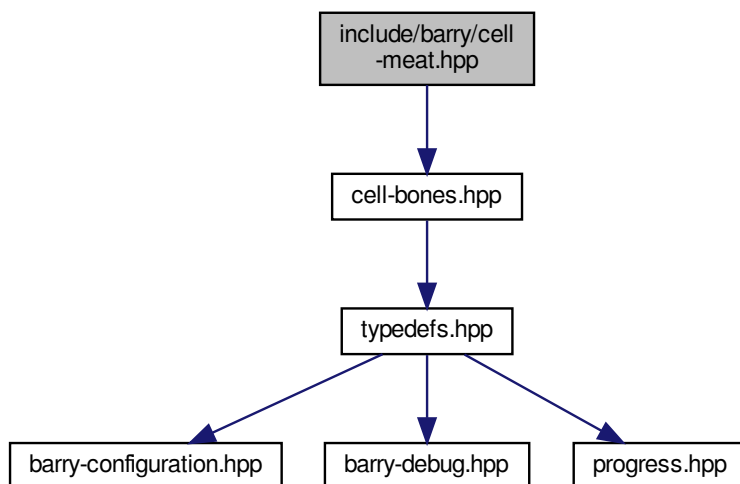 include/barry/cell
-meat.hpp
cell-bones.hpp
typedefs.hpp
barry-configuration.hpp
barry-debug.hpp
progress.hpp